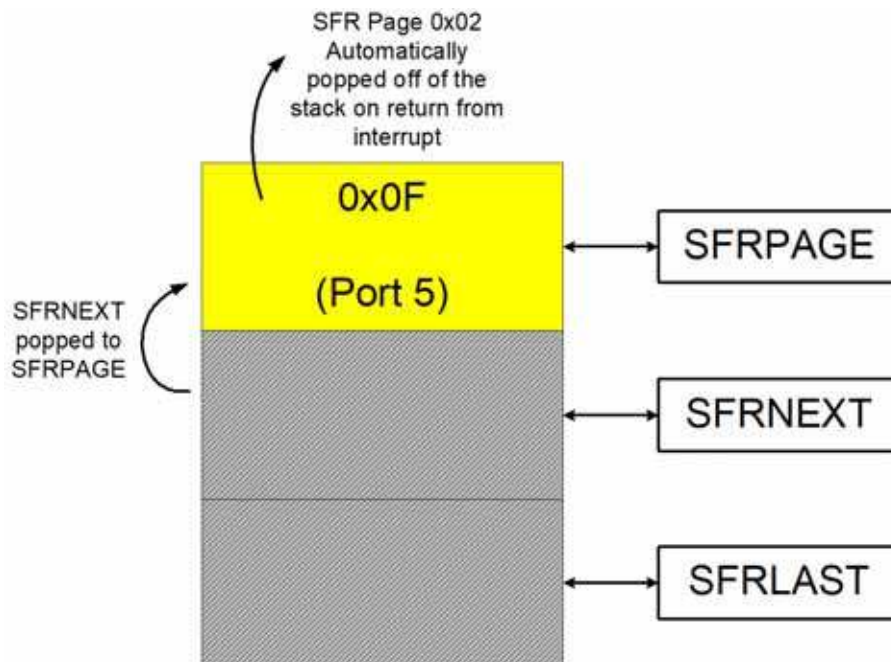 SFR Page 0x02
Automatically
popped off of the
stack on return from
interrupt
0x0F
(Port 5)
SFRPAGE
SFRNEXT
popped to
SFRPAGE
SFRNEXT
SFRLAST